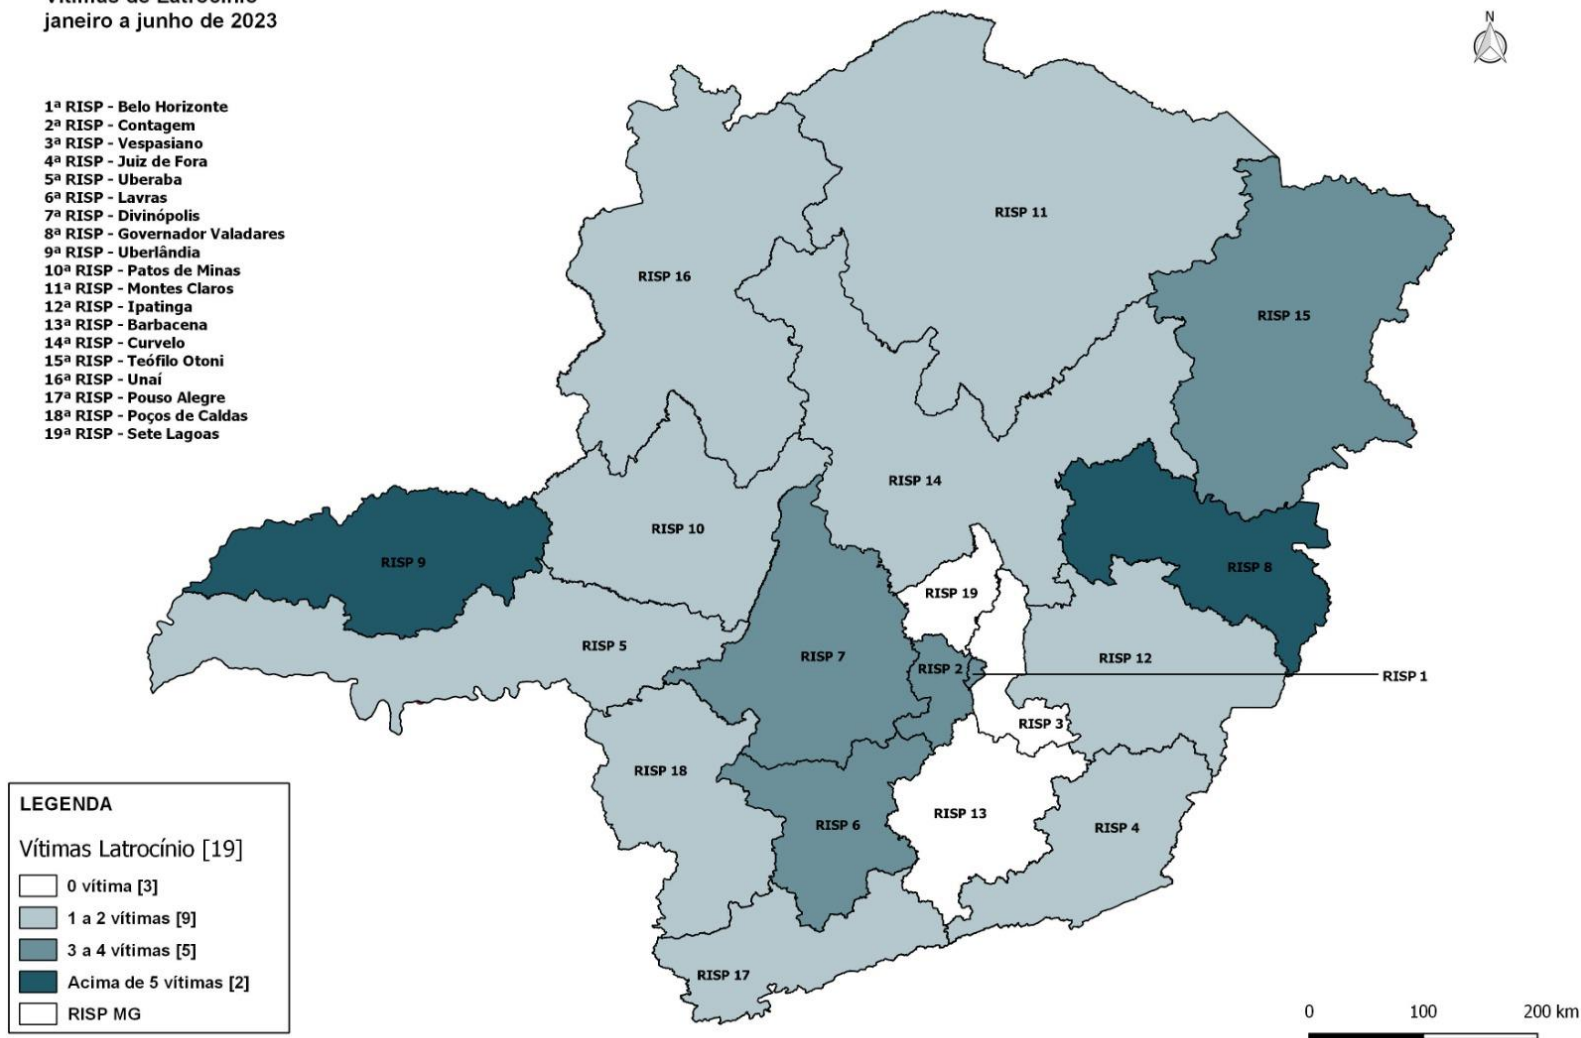 Vítimas de Latrocínio
janeiro a junho de 2023
N
1ª RISP - Belo Horizonte
2ª RISP - Contagem
3ª RISP - Vespasiano
4ª RISP - Juiz de Fora
5ª RISP - Uberaba
6ª RISP - Lavras
7ª RISP - Divinópolis
8ª RISP - Governador Valadares
9ª RISP - Uberlândia
10ª RISP - Patos de Minas
11ª RISP - Montes Claros
12ª RISP - Ipatinga
13ª RISP - Barbacena
14ª RISP - Curvelo
15ª RISP - Teófilo Otoni
16ª RISP - Unaí
17ª RISP - Pouso Alegre
18ª RISP - Poços de Caldas
19ª RISP - Sete Lagoas
RISP 11
RISP 16
RISP 15
RISP 14
RISP 10
RISP 9
RISP 8
RISP 19
RISP 5
RISP 7
RISP 2
RISP 12
RISP 1
RISP 3
RISP 18
RISP 13
RISP 6
RISP 4
RISP 17
LEGENDA
Vítimas Latrocínio [19]
0 vítima [3]
1 a 2 vítimas [9]
3 a 4 vítimas [5]
Acima de 5 vítimas [2]
RISP MG
0 100 200 km